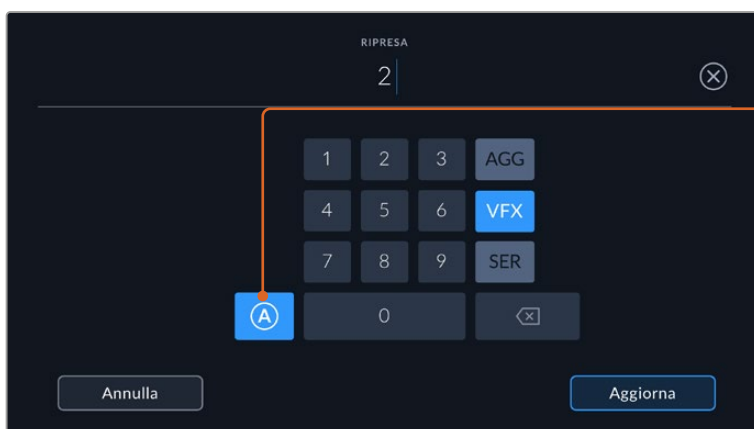 RIPRESA
2
1 2 3 AGG
4 5 6 VFX
7 8 9 SER
A 0
Annulla Aggiorna